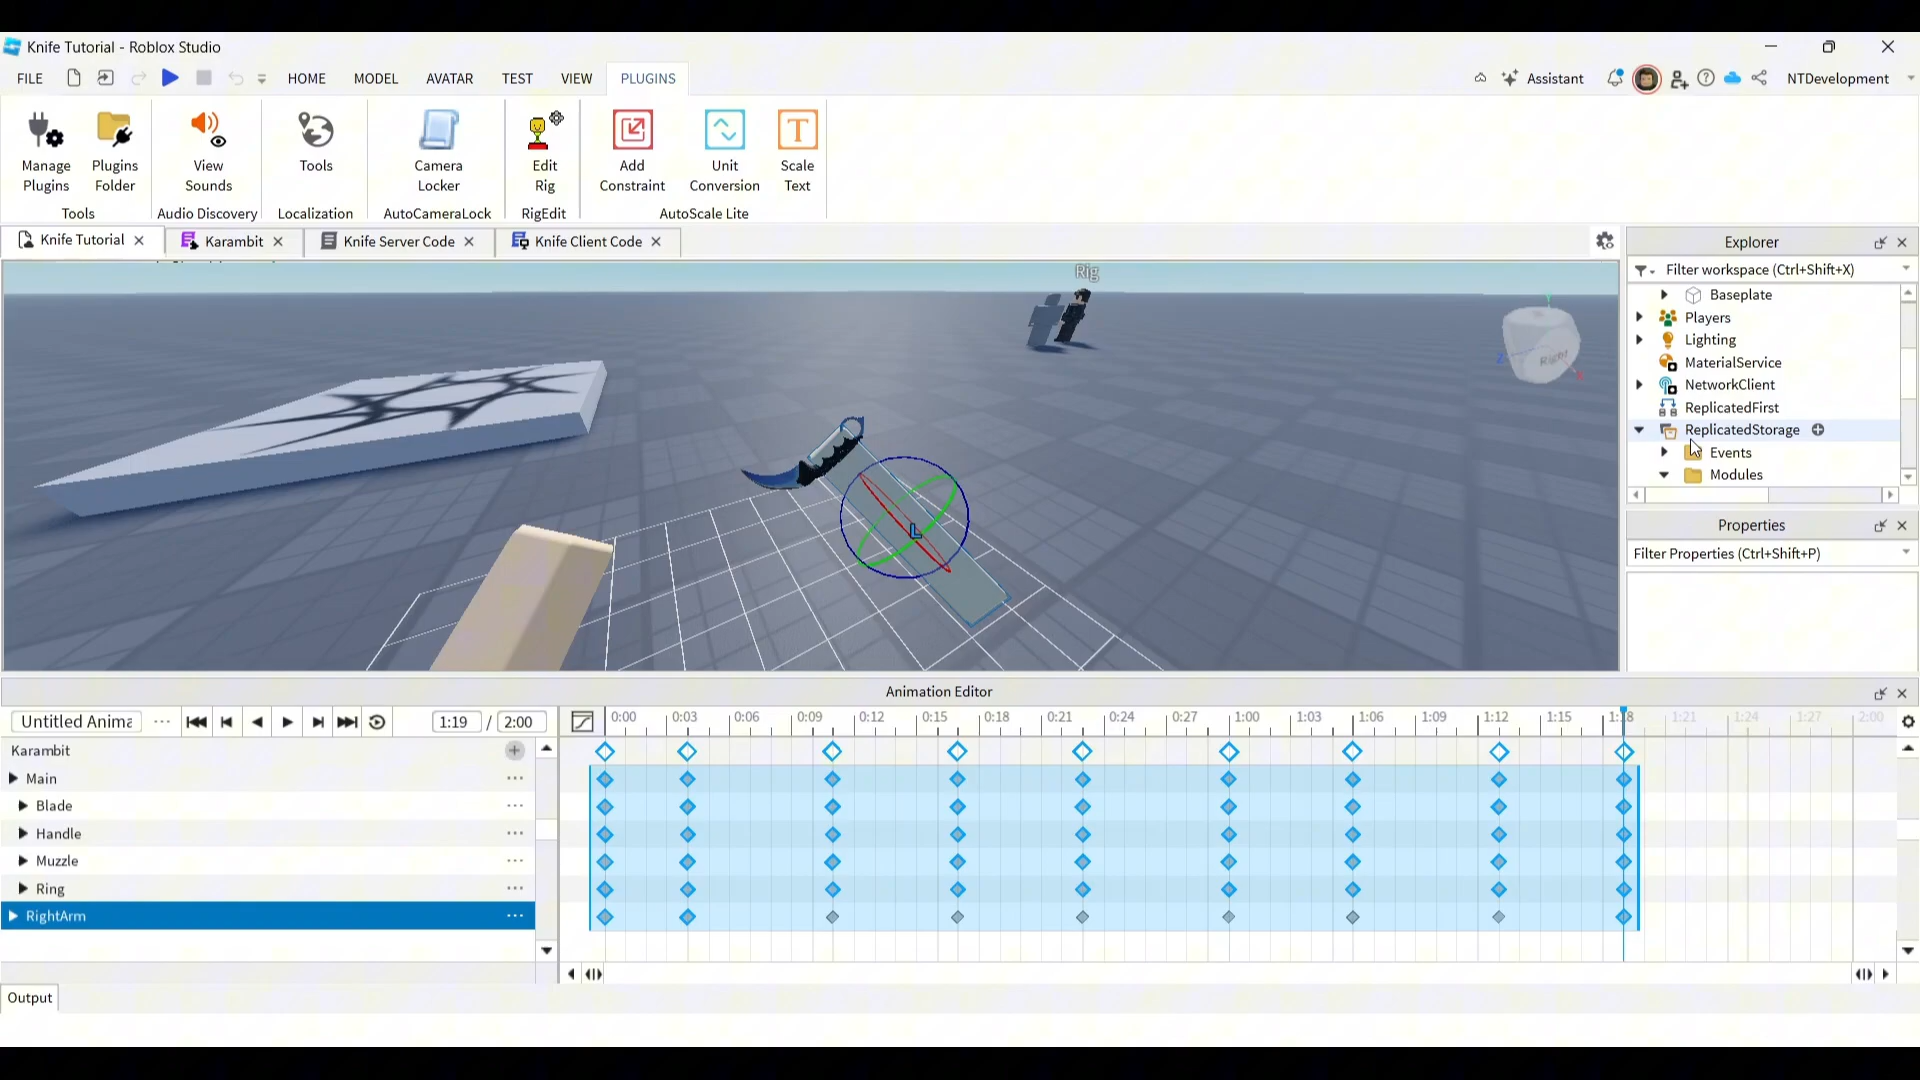 Knife Tutorial - Roblox Studio
FILE HOME MODEL AVATAR TEST VIEW PLUGINS Assistant NTDevelopment
Manage Plugins
Plugins Folder
View Sounds
Tools
Camera Locker
Edit Rig
Add Constraint
Unit Conversion
Scale Text
Tools Audio Discovery Localization AutoCameraLock RigEdit AutoScale Lite
Knife Tutorial Karambit Knife Server Code Knife Client Code
Rig
Right
Explorer
Filter workspace (Ctrl+Shift+X)
Baseplate
Players
Lighting
MaterialService
NetworkClient
ReplicatedFirst
ReplicatedStorage
Events
Modules
Properties
Filter Properties (Ctrl+Shift+P)
Animation Editor
Untitled Anima ... 1:19 / 2:00
0:00 0:03 0:06 0:09 0:12 0:15 0:18 0:21 0:24 0:27 1:00 1:03 1:06 1:09 1:12 1:15 1:18 1:21 1:24 1:27 2:00
Karambit
Main
Blade
Handle
Muzzle
Ring
RightArm
Output